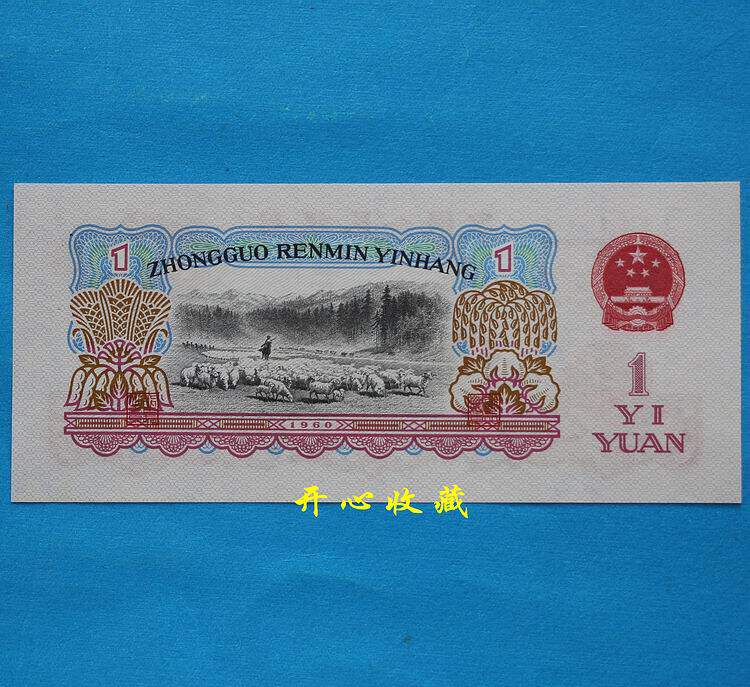 1
ZHONGGUO RENMIN YINHANG
1
1960
1
YI
YUAN
开心收藏